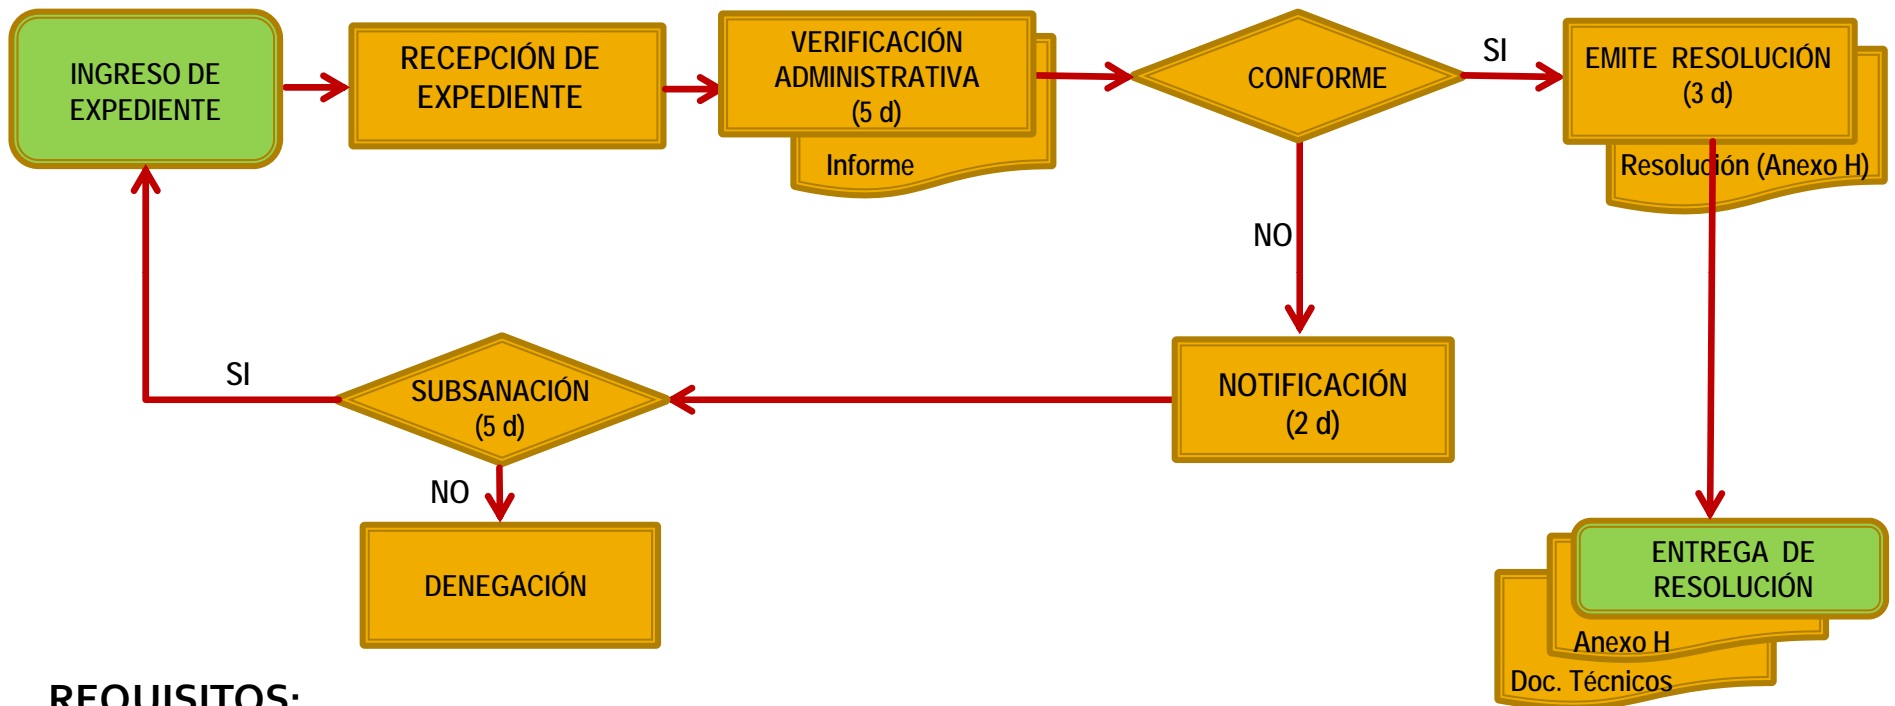 INGRESO DE
EXPEDIENTE
RECEPCIÓN DE
EXPEDIENTE
VERIFICACIÓN
ADMINISTRATIVA
(5 d)
Informe
CONFORME
SI
EMITE RESOLUCIÓN
(3 d)
Resolución (Anexo H)
NO
NOTIFICACIÓN
(2 d)
SUBSANACIÓN
(5 d)
SI
NO
DENEGACIÓN
ENTREGA DE
RESOLUCIÓN
Anexo H
Doc. Técnicos
REQUISITOS: